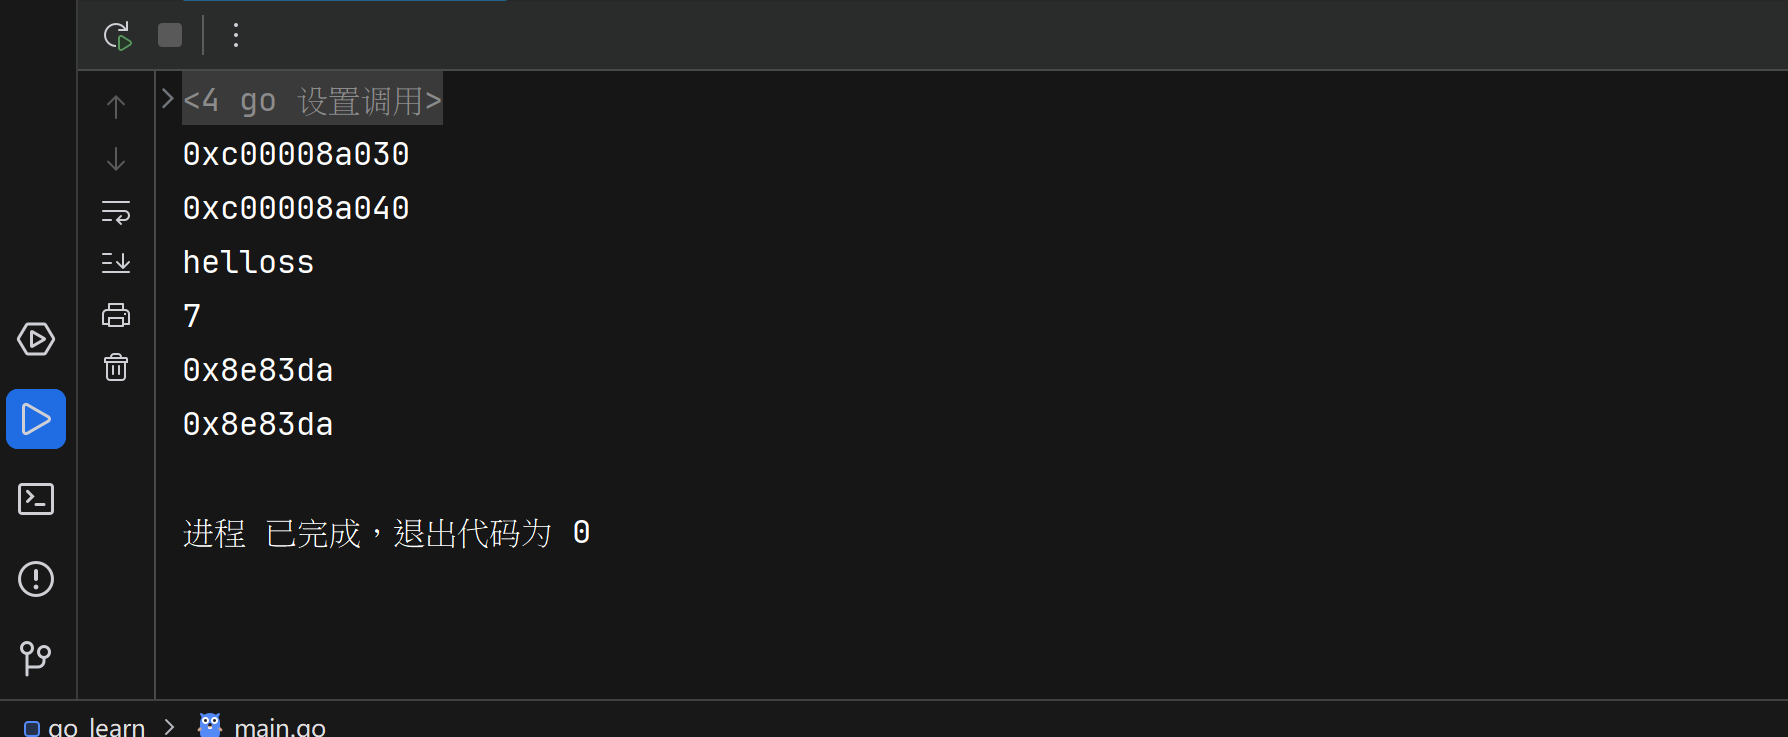 <4 go 设置调用>
0xc00008a030
0xc00008a040
helloss
7
0x8e83da
0x8e83da
进程 已完成，退出代码为 0
go_learn > main.go